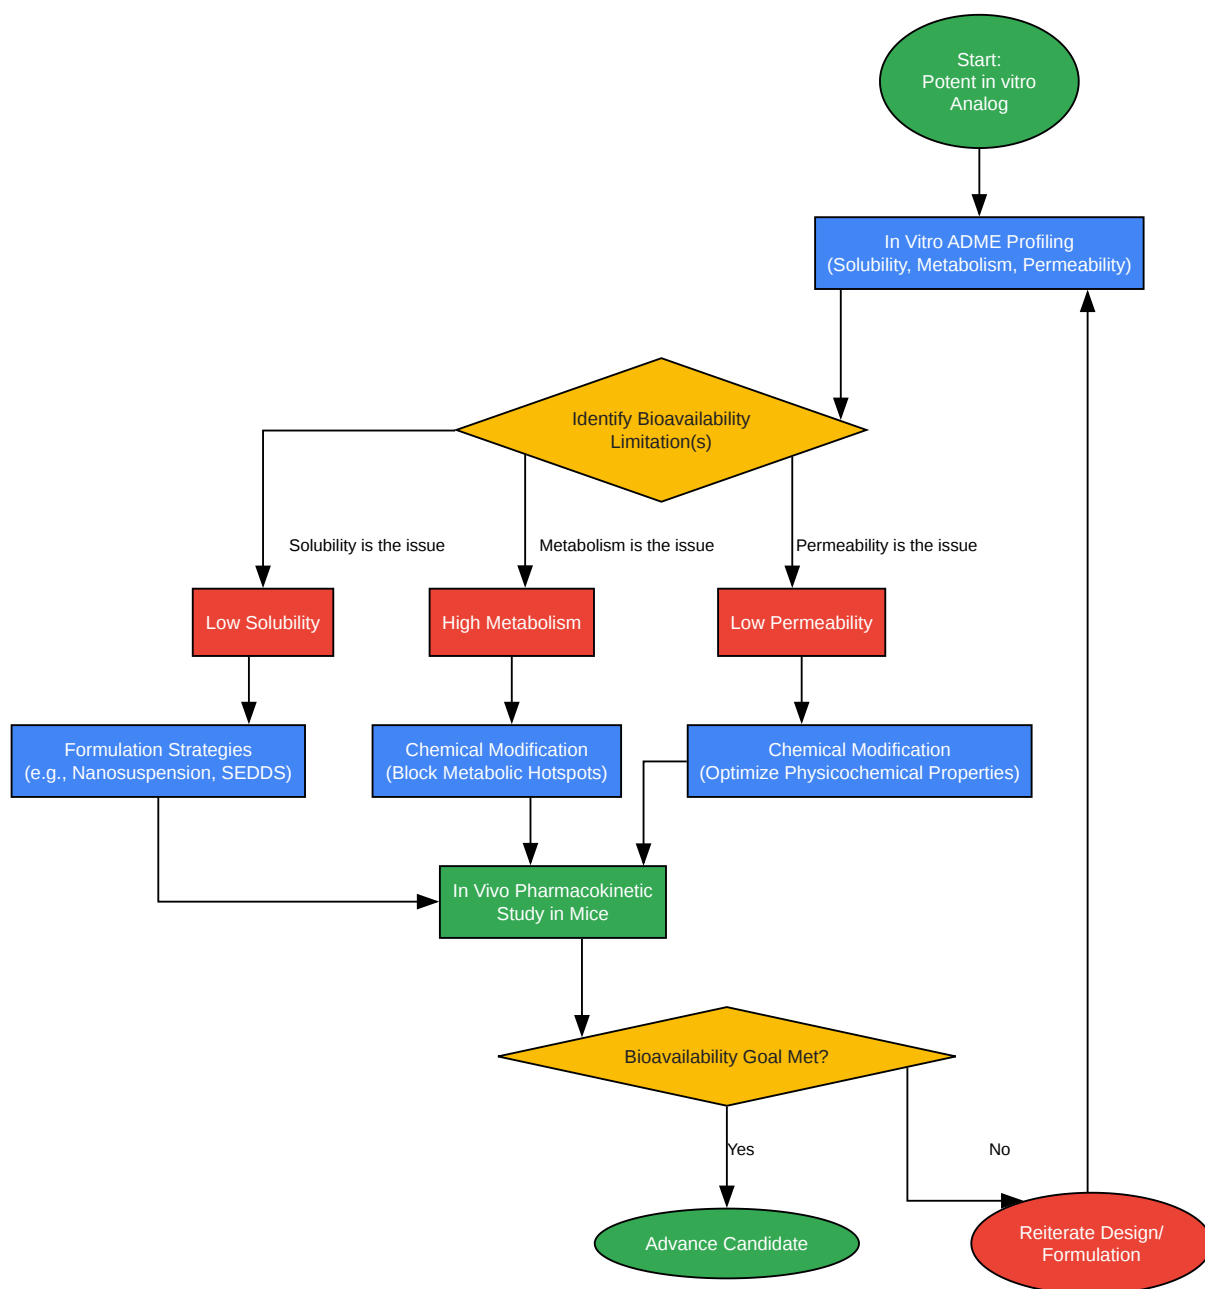 Start:
Potent in vitro
Analog
In Vitro ADME Profiling
(Solubility, Metabolism, Permeability)
Identify Bioavailability
Limitation(s)
Solubility is the issue
Metabolism is the issue
Permeability is the issue
Low Solubility
High Metabolism
Low Permeability
Formulation Strategies
(e.g., Nanosuspension, SEDDS)
Chemical Modification
(Block Metabolic Hotspots)
Chemical Modification
(Optimize Physicochemical Properties)
In Vivo Pharmacokinetic
Study in Mice
Bioavailability Goal Met?
Yes
No
Advance Candidate
Reiterate Design/
Formulation